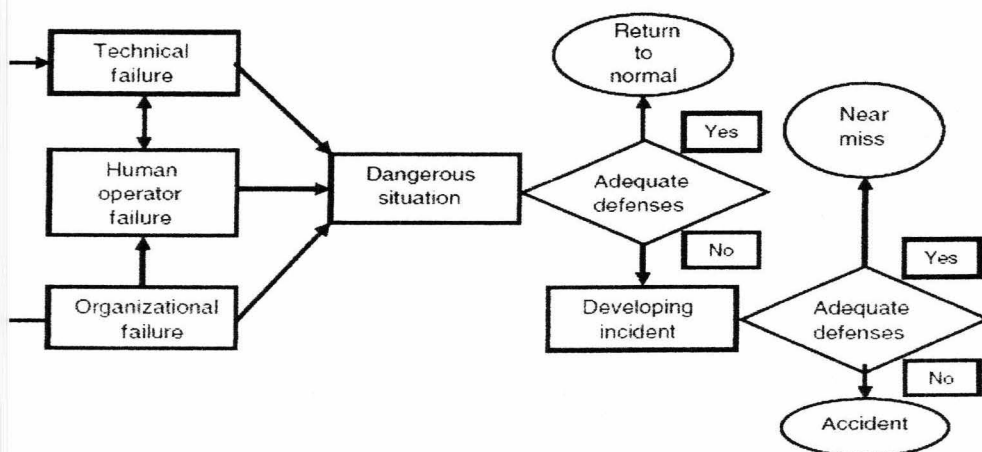 Technical
failure
Human
operator
failure
Organizational
failure
Dangerous
situation
Return
to
normal
Yes
Adequate
defenses
No
Developing
incident
Near
miss
Yes
Adequate
defenses
No
Accident